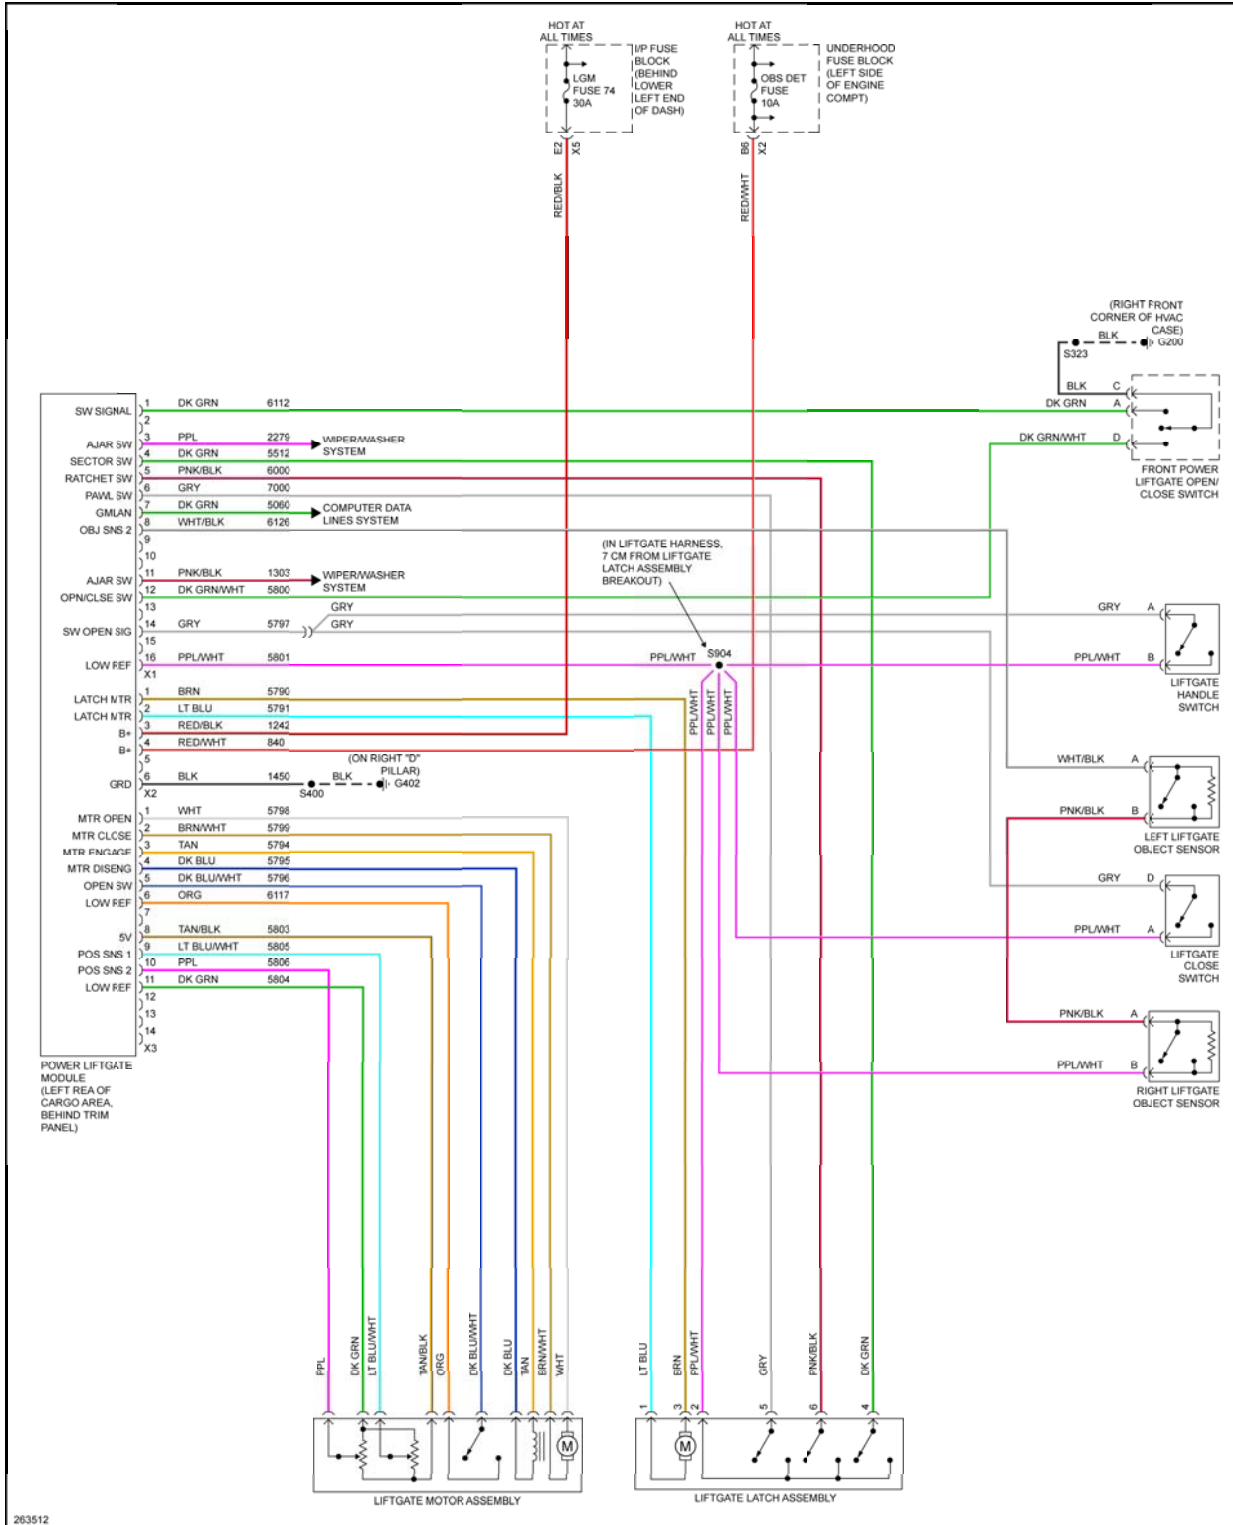 HOT AT
ALL TIMES
I/P FUSE
BLOCK
(BEHIND
LOWER
LEFT END
OF DASH)
LGM
FUSE 74
30A
E2
X5
RED/BLK
HOT AT
ALL TIMES
UNDERHOOD
FUSE BLOCK
(LEFT SIDE
OF ENGINE
COMPT)
OBS DET
FUSE
10A
B6
X2
RED/WHT
(RIGHT FRONT
CORNER OF HVAC
CASE)
BLK
G200
S323
BLK C
DK GRN A
DK GRN/WHT D
FRONT POWER
LIFTGATE OPEN/
CLOSE SWITCH
SW SIGNAL 1 DK GRN 6112
2
AJAR SW 3 PPL 2279 WIPER/WASHER
SYSTEM
SECTOR SW 4 DK GRN 5512
RATCHET SW 5 PNK/BLK 6000
PAWL SW 6 GRY 7000
GMLAN 7 DK GRN 5060 COMPUTER DATA
LINES SYSTEM
OBJ SNS 2 8 WHT/BLK 6126
9
10
AJAR SW 11 PNK/BLK 1303 WIPER/WASHER
SYSTEM
OPN/CLSE SW 12 DK GRN/WHT 5800
13
SW OPEN SIG 14 GRY 5797
GRY
GRY
15
LOW REF 16 PPL/WHT 5801
X1
LATCH MTR 1 BRN 5790
LATCH MTR 2 LT BLU 5791
B+ 3 RED/BLK 1242
B+ 4 RED/WHT 840
5
GRD 6 BLK 1450
X2
S400
BLK
(ON RIGHT "D"
PILLAR)
G402
MTR OPEN 1 WHT 5798
MTR CLOSE 2 BRN/WHT 5799
MTR ENGAGE 3 TAN 5794
MTR DISENG 4 DK BLU 5795
OPEN SW 5 DK BLU/WHT 5796
LOW REF 6 ORG 6117
7
5V 8 TAN/BLK 5803
POS SNS 1 9 LT BLU/WHT 5805
POS SNS 2 10 PPL 5806
LOW REF 11 DK GRN 5804
12
13
14
X3
POWER LIFTGATE
MODULE
(LEFT REA OF
CARGO AREA,
BEHIND TRIM
PANEL)
(IN LIFTGATE HARNESS,
7 CM FROM LIFTGATE
LATCH ASSEMBLY
BREAKOUT)
PPL/WHT
S904
PPL/WHT
PPL/WHT
PPL/WHT
GRY A
PPL/WHT B
LIFTGATE
HANDLE
SWITCH
WHT/BLK A
PNK/BLK B
LEFT LIFTGATE
OBJECT SENSOR
GRY D
PPL/WHT A
LIFTGATE
CLOSE
SWITCH
PNK/BLK A
PPL/WHT B
RIGHT LIFTGATE
OBJECT SENSOR
PPL
DK GRN
LT BLU/WHT
TAN/BLK
ORG
DK BLU/WHT
DK BLU
TAN
BRN/WHT
WHT
M
LIFTGATE MOTOR ASSEMBLY
LT BLU
BRN
PPL/WHT
GRY
PNK/BLK
DK GRN
1
3
2
5
6
4
M
LIFTGATE LATCH ASSEMBLY
263512